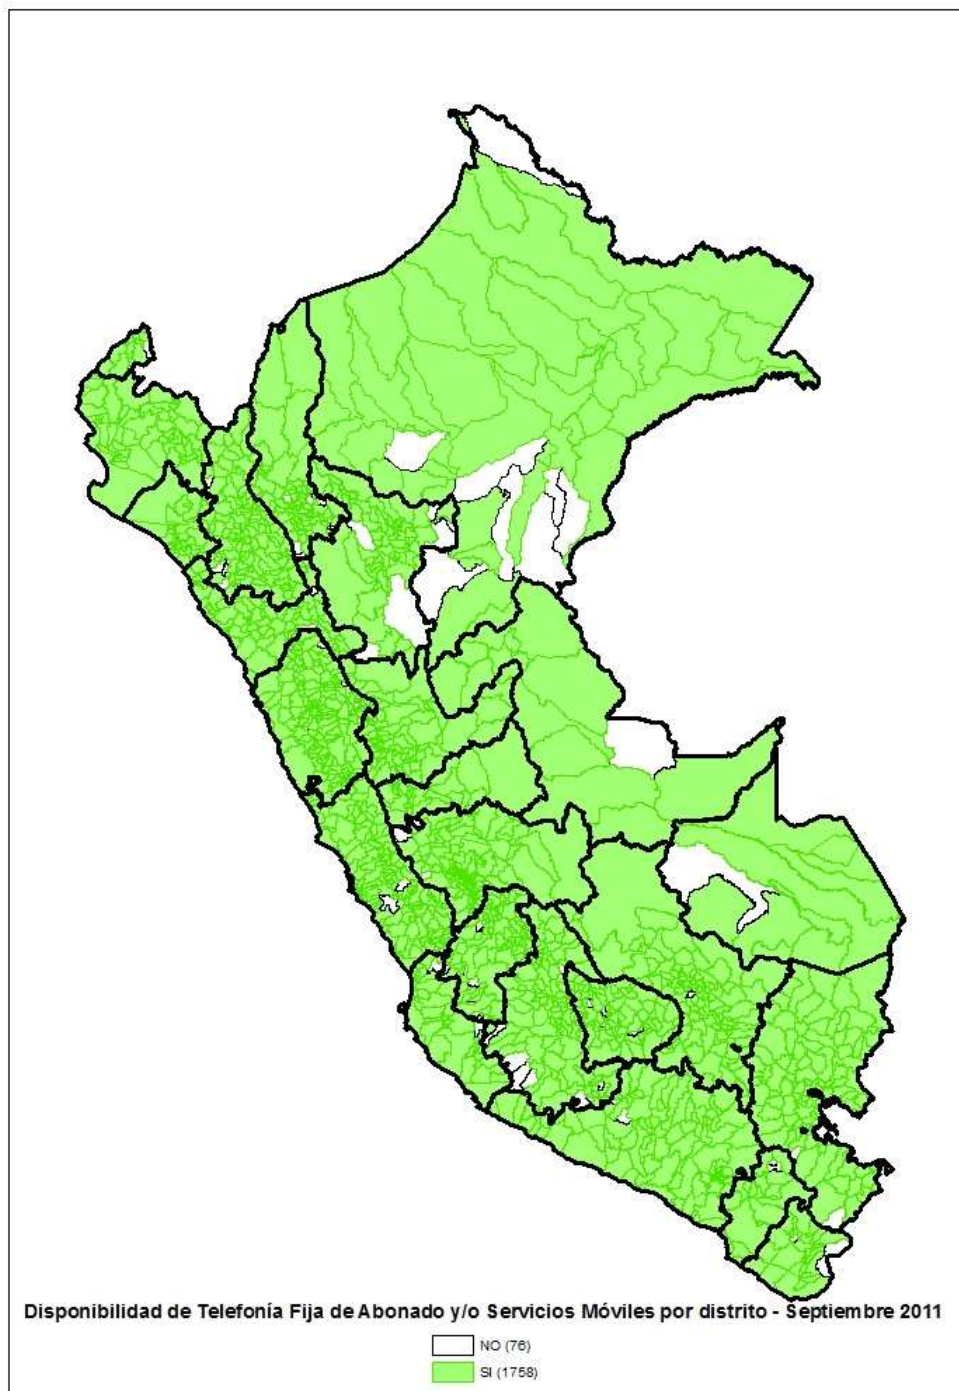 Disponibilidad de Telefonía Fija de Abonado y/o Servicios Móviles por distrito - Septiembre 2011
NO (76)
SI (1758)